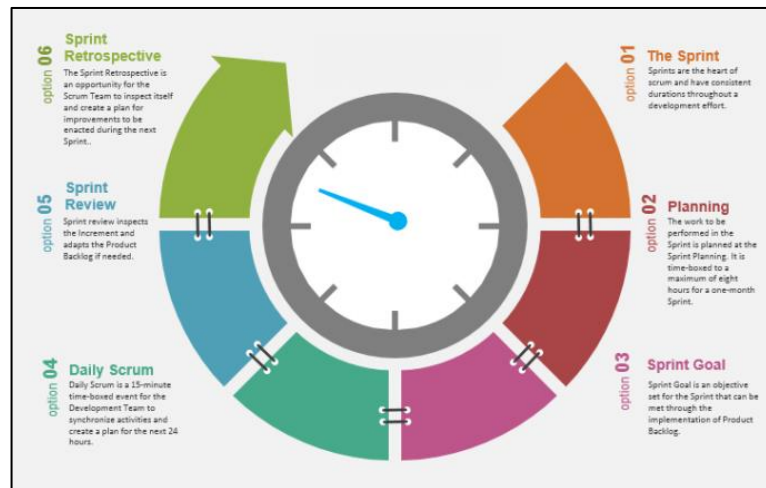 option 01
The Sprint
Sprints are the heart of
scrum and have consistent
durations throughout a
development effort.
option 02
Planning
The work to be
performed in the
Sprint is planned at the
Sprint Planning. It is
time-boxed to a
maximum of eight
hours for a one-month
Sprint.
option 03
Sprint Goal
Sprint Goal is an objective
set for the Sprint that can be
met through the
implementation of Product
Backlog.
option 04
Daily Scrum
Daily Scrum is a 15-minute
time-boxed event for the
Development Team to
synchronize activities and
create a plan for the next 24
hours.
option 05
Sprint
Review
Sprint review inspects
the Increment and
adapts the Product
Backlog if needed.
option 06
Sprint
Retrospective
The Sprint Retrospective is
an opportunity for the
Scrum Team to inspect itself
and create a plan for
improvements to be
enacted during the next
Sprint..